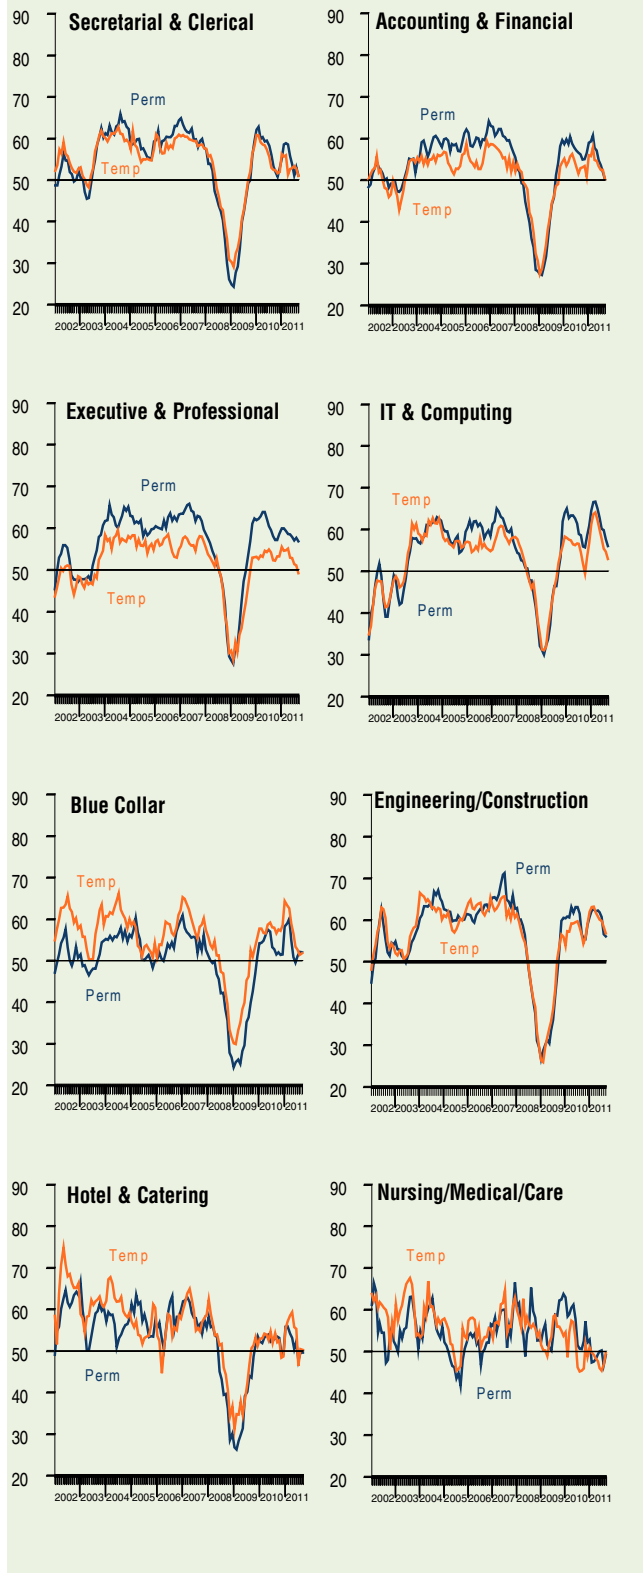 Secretarial & Clerical
90
80
70
60
50
40
30
20
Perm
Temp
2002 2003 2004 2005 2006 2007 2008 2009 2010 2011
Accounting & Financial
90
80
70
60
50
40
30
20
Perm
Temp
2002 2003 2004 2005 2006 2007 2008 2009 2010 2011
Executive & Professional
90
80
70
60
50
40
30
20
Perm
Temp
2002 2003 2004 2005 2006 2007 2008 2009 2010 2011
IT & Computing
90
80
70
60
50
40
30
20
Temp
Perm
2002 2003 2004 2005 2006 2007 2008 2009 2010 2011
Blue Collar
90
80
70
60
50
40
30
20
Temp
Perm
2002 2003 2004 2005 2006 2007 2008 2009 2010 2011
Engineering/Construction
90
80
70
60
50
40
30
20
Perm
Temp
2002 2003 2004 2005 2006 2007 2008 2009 2010 2011
Hotel & Catering
90
80
70
60
50
40
30
20
Temp
Perm
2002 2003 2004 2005 2006 2007 2008 2009 2010 2011
Nursing/Medical/Care
90
80
70
60
50
40
30
20
Temp
Perm
2002 2003 2004 2005 2006 2007 2008 2009 2010 2011